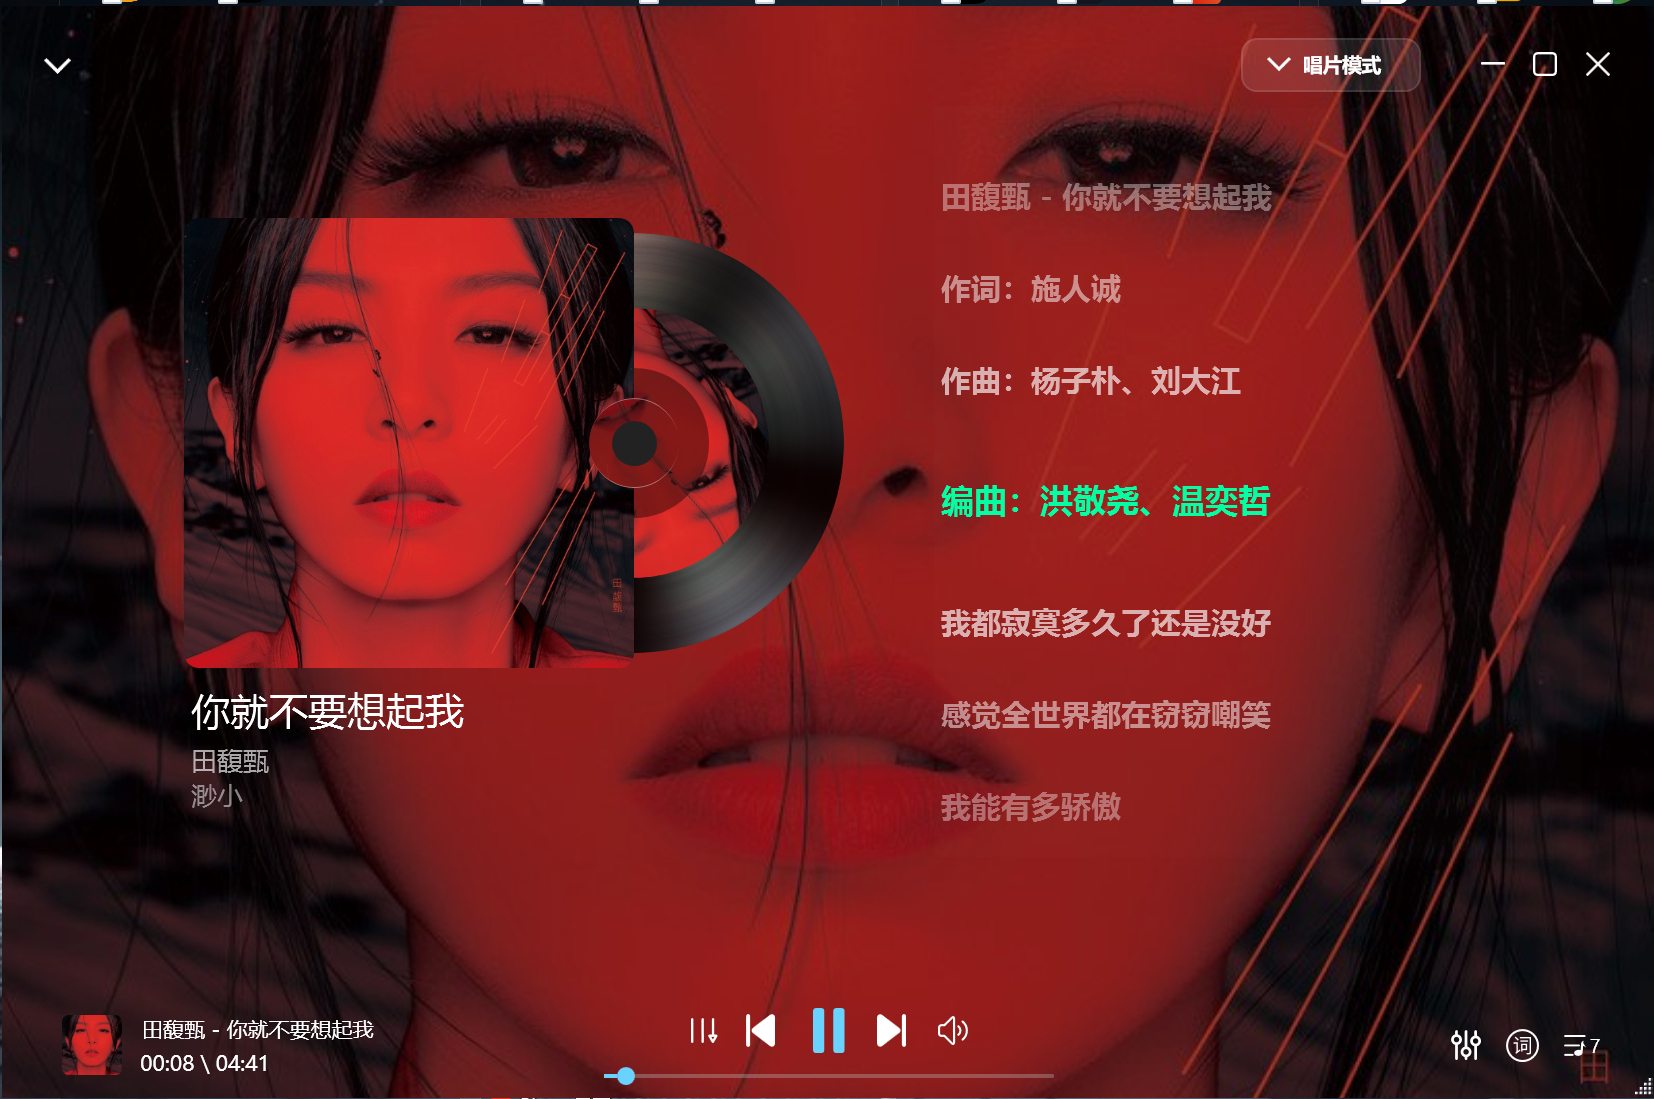 唱片模式
田馥甄 - 你就不要想起我
作词：施人诚
作曲：杨子朴、刘大江
编曲：洪敬尧、温奕哲
我都寂寞多久了还是没好
感觉全世界都在窃窃嘲笑
我能有多骄傲
田馥甄
你就不要想起我
田馥甄
渺小
田馥甄 - 你就不要想起我
00:08 \ 04:41
词
7
田